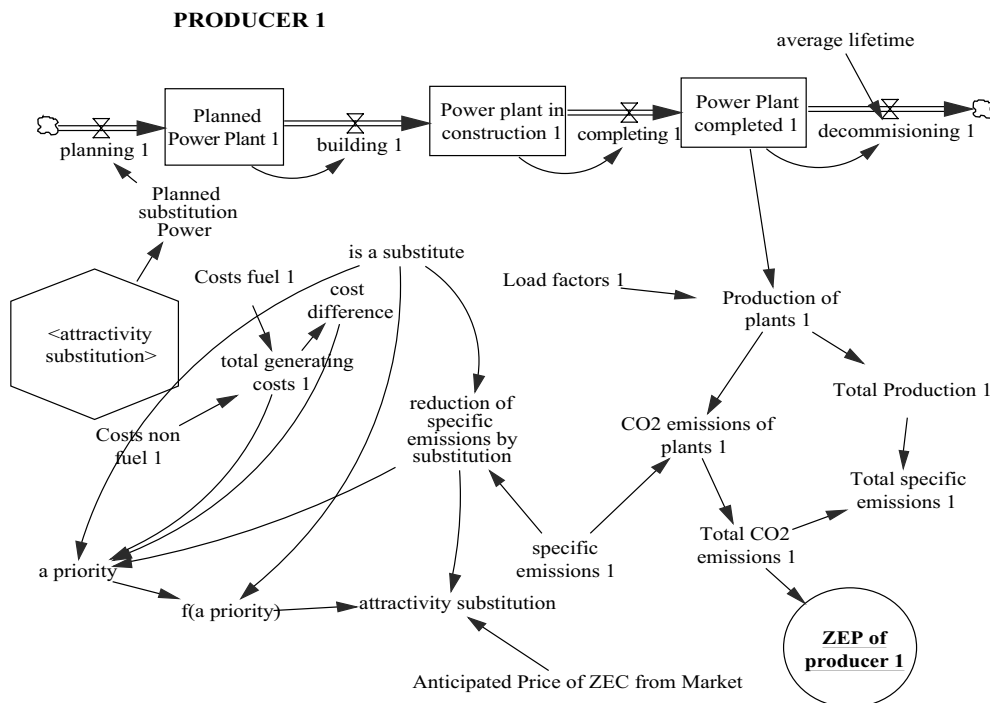 PRODUCER 1
average lifetime
Planned
Power Plant 1
Power plant in
construction 1
Power Plant
completed 1
planning 1
building 1
completing 1
decommisioning 1
Planned
substitution
Power
is a substitute
Costs fuel 1
cost
difference
Load factors 1
Production of
plants 1
<attractivity
substitution>
total generating
costs 1
Total Production 1
reduction of
specific
emissions by
substitution
Costs non
fuel 1
CO2 emissions of
plants 1
Total specific
emissions 1
Total CO2
emissions 1
specific
emissions 1
a priority
f(a priority)
attractivity substitution
ZEP of
producer 1
Anticipated Price of ZEC from Market